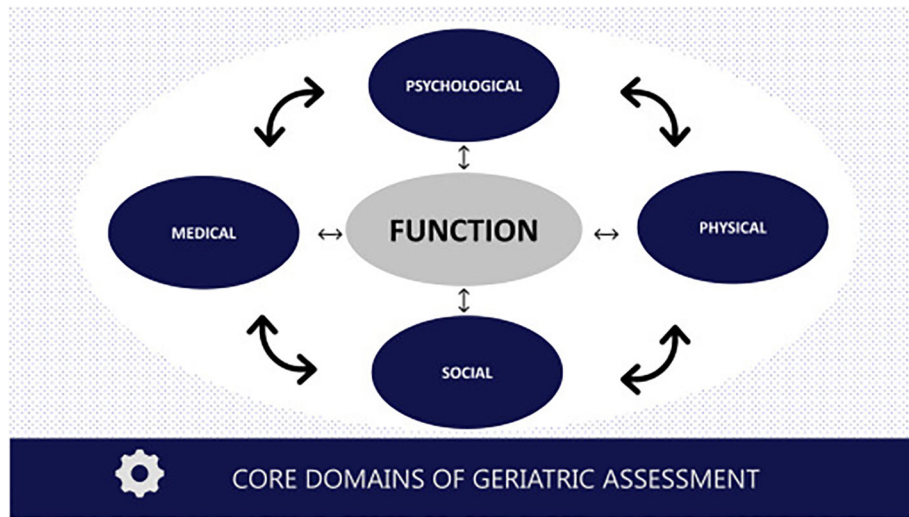 PSYCHOLOGICAL
MEDICAL
FUNCTION
PHYSICAL
SOCIAL
CORE DOMAINS OF GERIATRIC ASSESSMENT